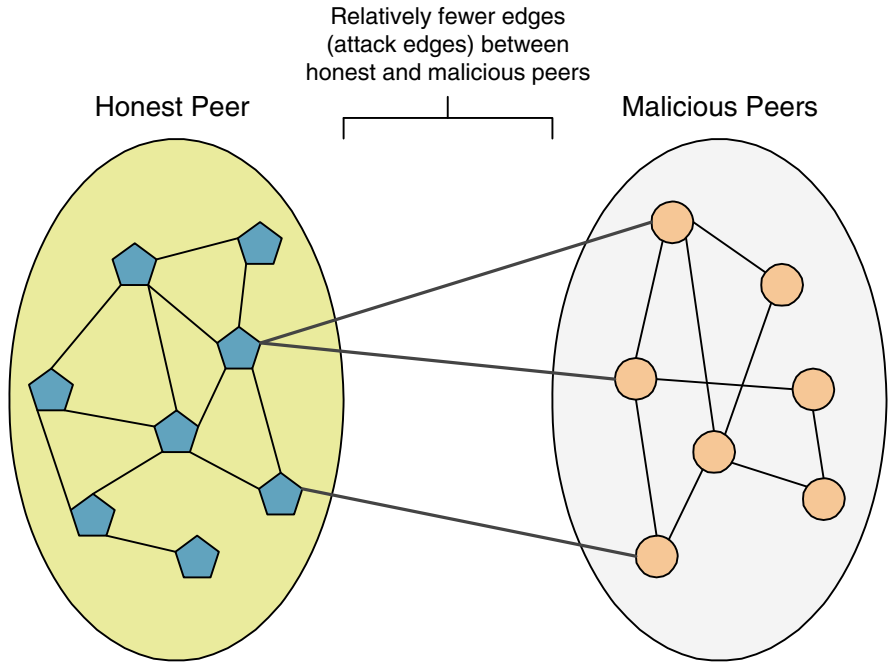 Relatively fewer edges
(attack edges) between
honest and malicious peers
Honest Peer
Malicious Peers